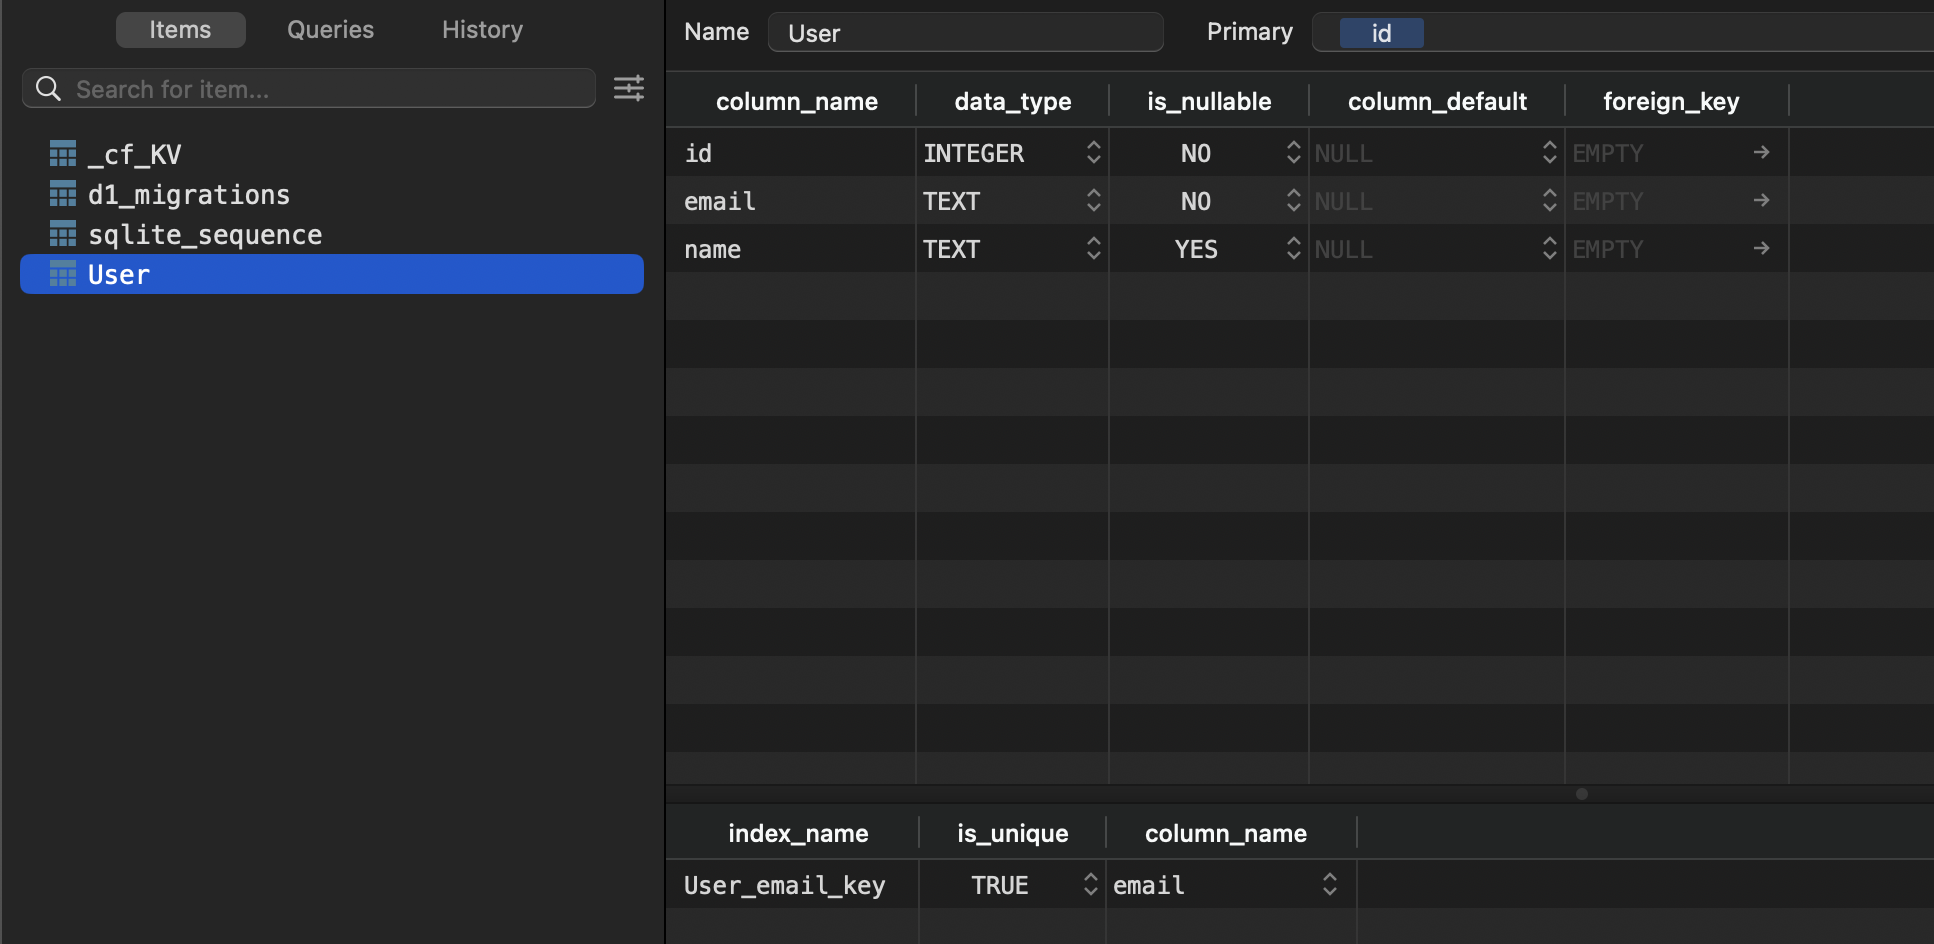 Items Queries History
Search for item...
_cf_KV
d1_migrations
sqlite_sequence
User
Name User Primary id
column_name data_type is_nullable column_default foreign_key
id INTEGER NO NULL EMPTY
email TEXT NO NULL EMPTY
name TEXT YES NULL EMPTY
index_name is_unique column_name
User_email_key TRUE email